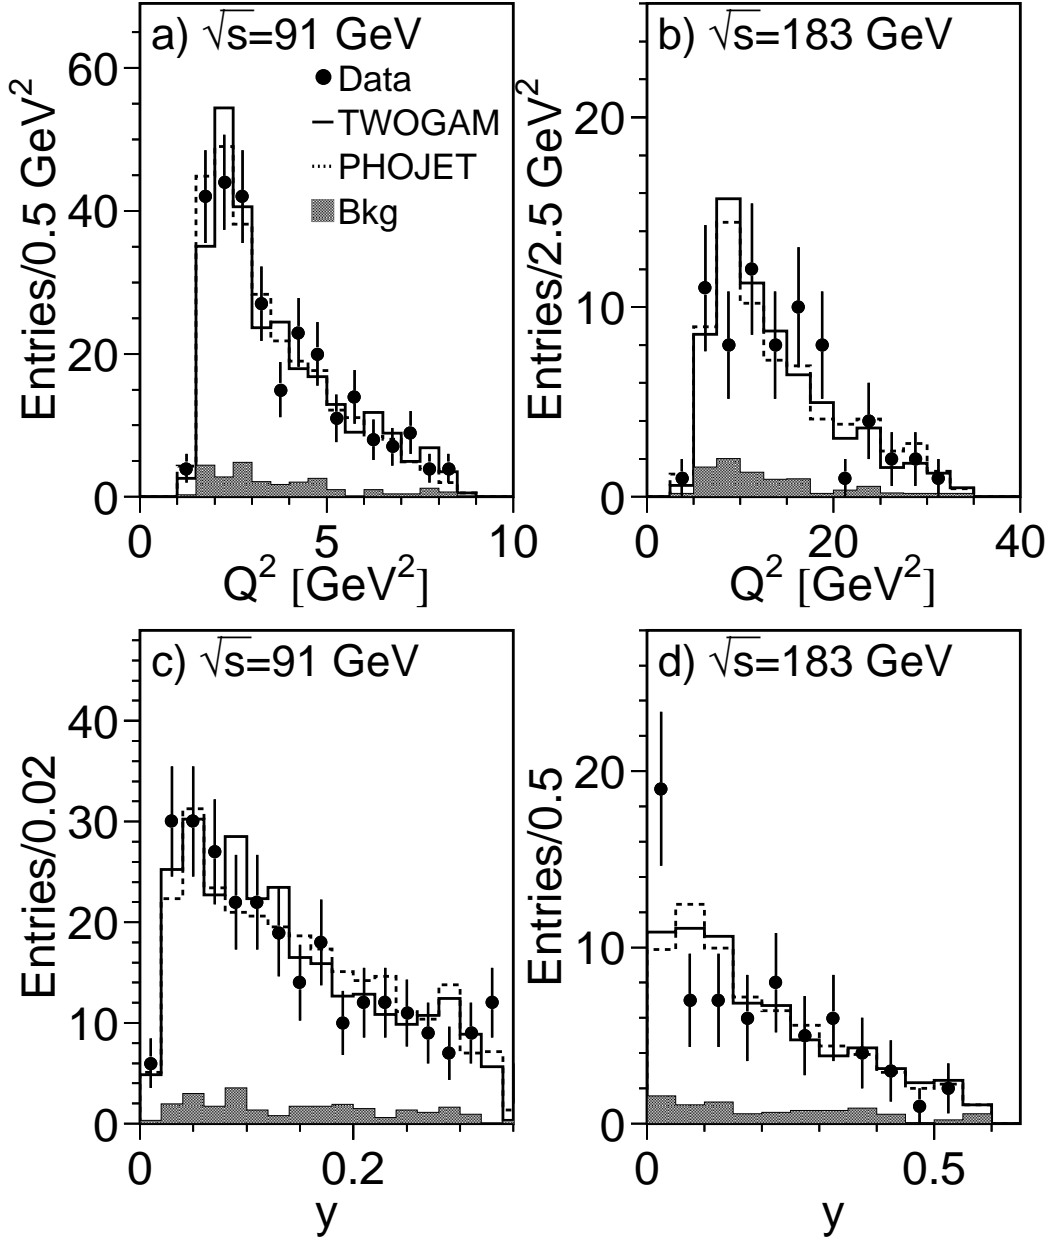 a) √s=91 GeV
Data
TWOGAM
PHOJET
Bkg
Entries/0.5 GeV²
60
40
20
0
0 5 10
Q² [GeV²]
b) √s=183 GeV
Entries/2.5 GeV²
20
10
0
0 20 40
Q² [GeV²]
c) √s=91 GeV
Entries/0.02
40
30
20
10
0
0 0.2
y
d) √s=183 GeV
Entries/0.5
20
10
0
0 0.5
y